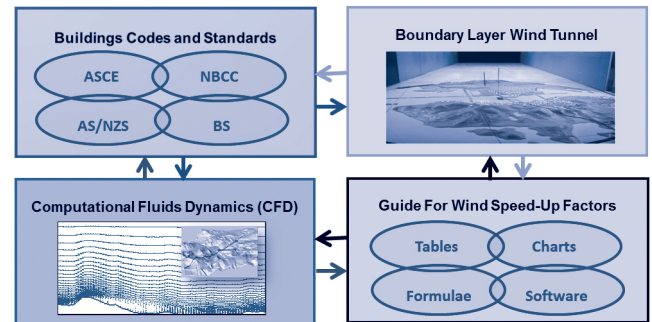 Buildings Codes and Standards
ASCE
NBCC
AS/NZS
BS
Boundary Layer Wind Tunnel
Computational Fluids Dynamics (CFD)
Guide For Wind Speed-Up Factors
Tables
Charts
Formulae
Software